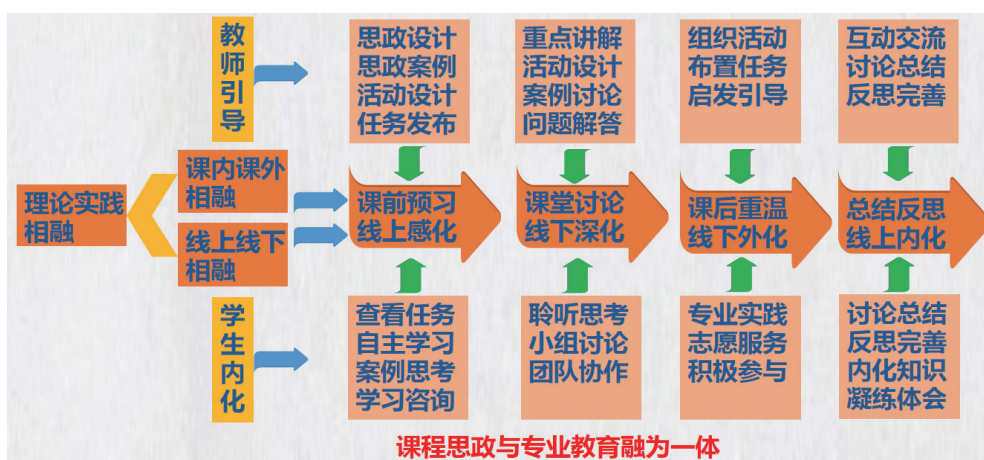 教师引导
思政设计
思政案例
活动设计
任务发布
重点讲解
活动设计
案例讨论
问题解答
组织活动
布置任务
启发引导
互动交流
讨论总结
反思完善
理论实践
相融
课内课外
相融
线上线下
相融
课前预习
线上感化
课堂讨论
线下深化
课后重温
线下外化
总结反思
线上内化
学生内化
查看任务
自主学习
案例思考
学习咨询
聆听思考
小组讨论
团队协作
专业实践
志愿服务
积极参与
讨论总结
反思完善
内化知识
凝练体会
课程思政与专业教育融为一体